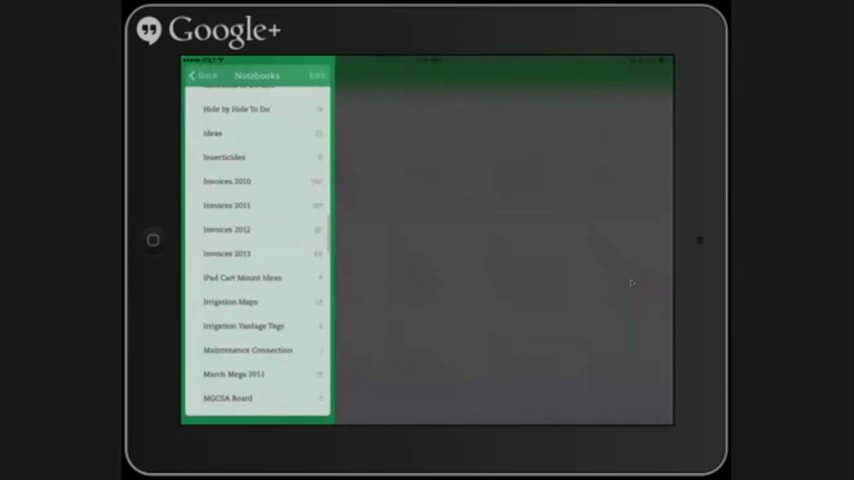 Google+
Back Notebooks Edit
Hole by Hole To Do
Ideas
Insecticides
Invoices 2010
Invoices 2011
Invoices 2012
Invoices 2013
iPad Cart Mount Ideas
Irrigation Maps
Irrigation Yardage Tags
Maintenance Connection
March Mega 2011
MGCSA Board